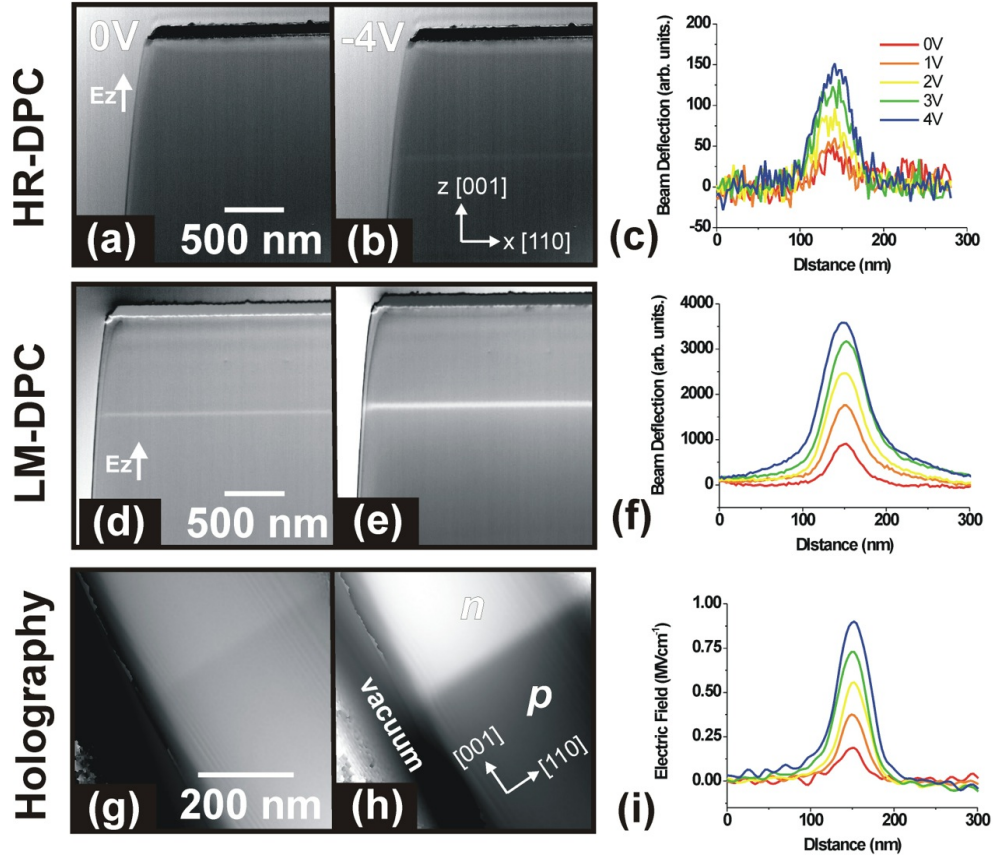 HR-DPC
0V
Ez
(a)
500 nm
-4V
z [001]
x [110]
(b)
(c)
Beam Deflection (arb. units.)
200
150
100
50
0
-50
0
100
200
300
Distance (nm)
0V
1V
2V
3V
4V
LM-DPC
Ez
(d)
500 nm
(e)
(f)
Beam Deflection (arb. units.)
4000
3000
2000
1000
0
0
100
200
300
Distance (nm)
Holography
(g)
200 nm
n
p
vacuum
[001]
[110]
(h)
(i)
Electric Field (MVcm⁻¹)
1.00
0.75
0.50
0.25
0.00
0
100
200
300
Distance (nm)